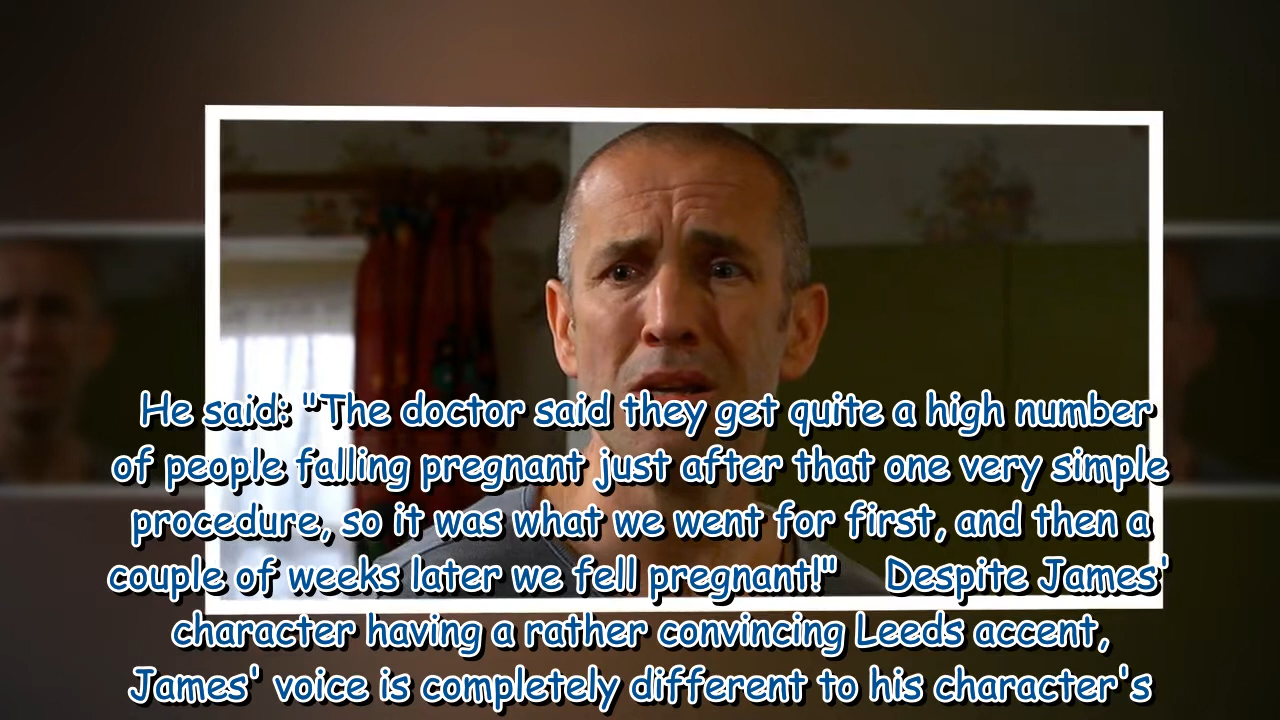 He said: "The doctor said they get quite a high number
of people falling pregnant just after that one very simple
procedure, so it was what we went for first, and then a
couple of weeks later we fell pregnant!" Despite James'
character having a rather convincing Leeds accent,
James' voice is completely different to his character's